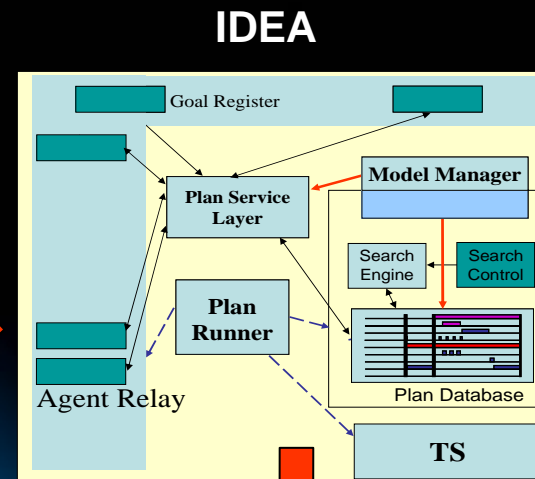 IDEA
Goal Register
Model Manager
Plan Service
Layer
Search
Engine
Search
Control
Plan
Runner
Plan Database
Agent Relay
TS